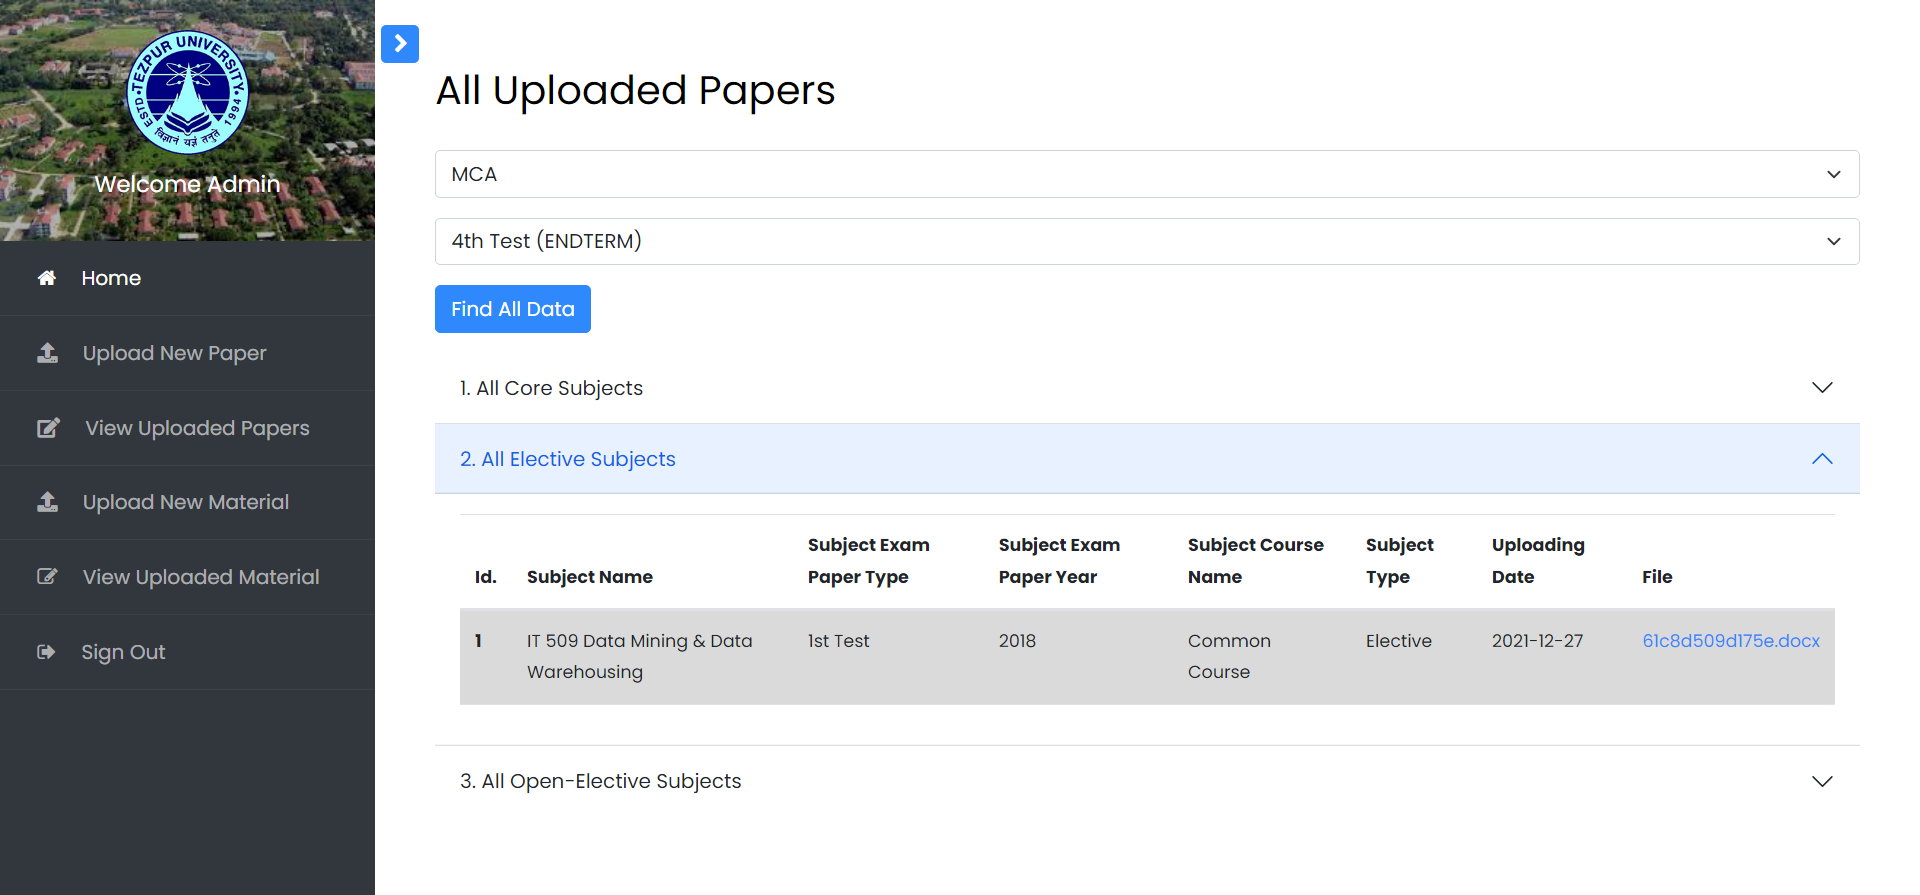 TEZPUR UNIVERSITY
ESTD
1994
विज्ञानं यज्ञं तनुते
Welcome Admin
Home
Upload New Paper
View Uploaded Papers
Upload New Material
View Uploaded Material
Sign Out
All Uploaded Papers
MCA
4th Test (ENDTERM)
Find All Data
1. All Core Subjects
2. All Elective Subjects
Id. Subject Name Subject Exam Paper Type Subject Exam Paper Year Subject Course Name Subject Type Uploading Date File
1 IT 509 Data Mining & Data Warehousing 1st Test 2018 Common Course Elective 2021-12-27 61c8d509d175e.docx
3. All Open-Elective Subjects